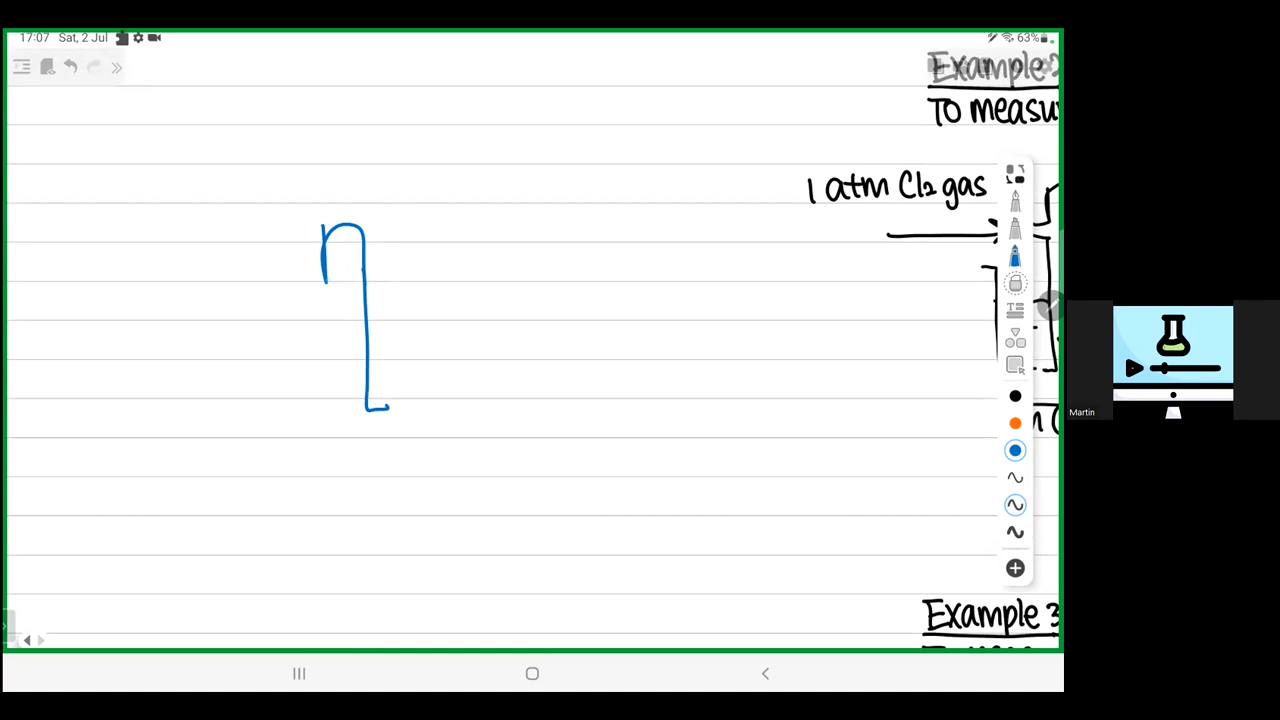 17:07 Sat, 2 Jul 63%
Example
To measu
1 atm Cl₂ gas
Martin
Example 3